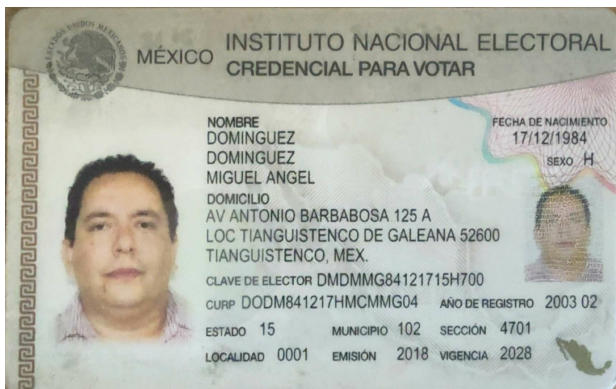 MÉXICO INSTITUTO NACIONAL ELECTORAL
CREDENCIAL PARA VOTAR
NOMBRE
DOMINGUEZ
DOMINGUEZ
MIGUEL ANGEL
FECHA DE NACIMIENTO
17/12/1984
SEXO H
DOMICILIO
AV ANTONIO BARBABOSA 125 A
LOC TIANGUISTENCO DE GALEANA 52600
TIANGUISTENCO, MEX.
CLAVE DE ELECTOR DMDMMG84121715H700
CURP DODM841217HMCMMG04 AÑO DE REGISTRO 2003 02
ESTADO 15 MUNICIPIO 102 SECCIÓN 4701
LOCALIDAD 0001 EMISIÓN 2018 VIGENCIA 2028